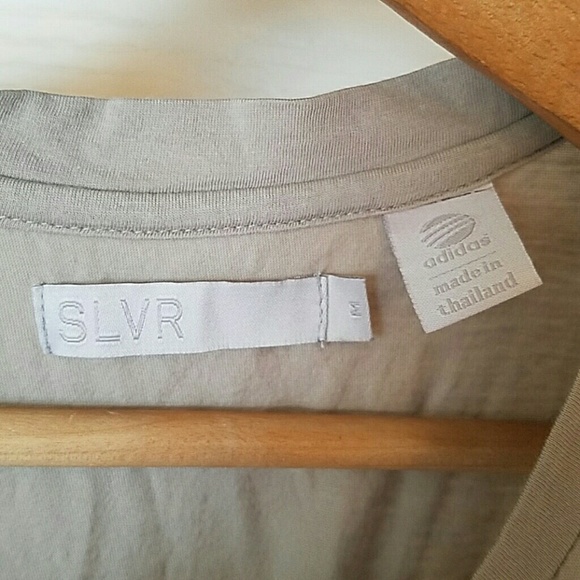 SLVR
M
adidas
made in
thailand